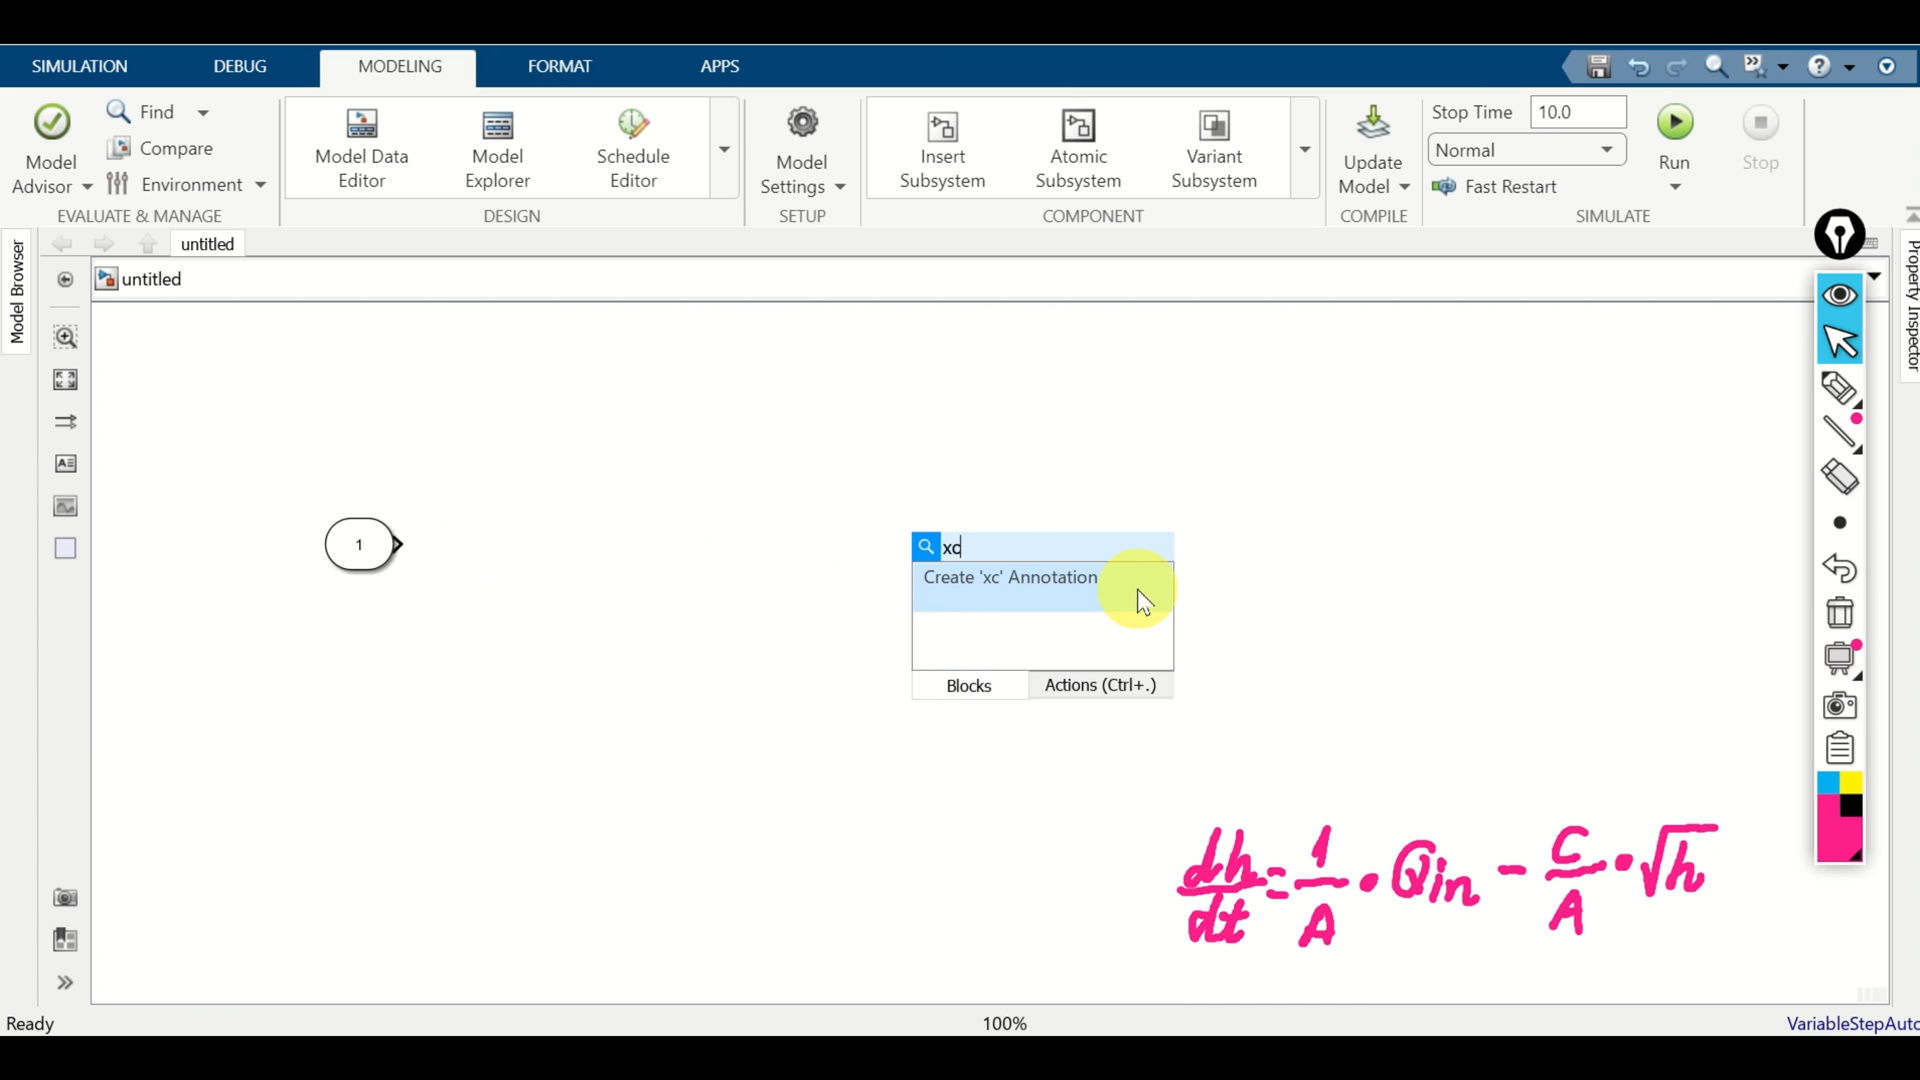 SIMULATION DEBUG MODELING FORMAT APPS
Model Advisor
Find
Compare
Environment
EVALUATE & MANAGE
Model Data Editor
Model Explorer
Schedule Editor
DESIGN
Model Settings
SETUP
Insert Subsystem
Atomic Subsystem
Variant Subsystem
COMPONENT
Update Model
COMPILE
Stop Time 10.0
Normal
Fast Restart
Run
Stop
SIMULATE
Model Browser
untitled
untitled
Property Inspector
1
xc
Create 'xc' Annotation
Blocks Actions (Ctrl+.)
dh/dt = 1/A • Qin - C/A • √h
Ready 100% VariableStepAuto